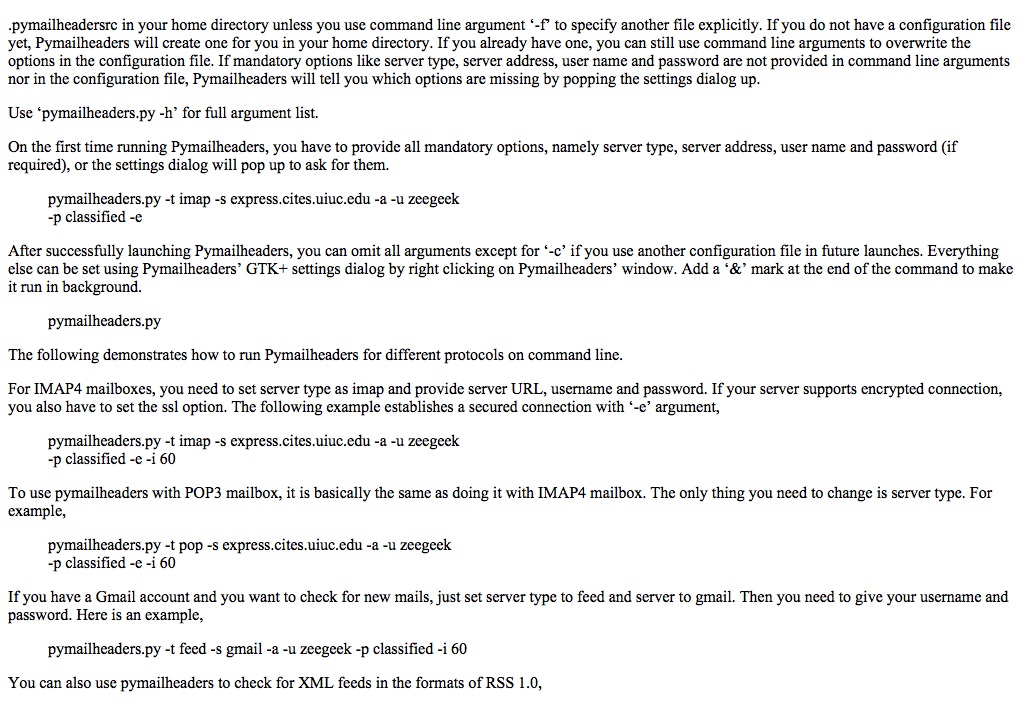 .pymailheadersrc in your home directory unless you use command line argument ‘-f’ to specify another file explicitly. If you do not have a configuration file
yet, Pymailheaders will create one for you in your home directory. If you already have one, you can still use command line arguments to overwrite the
options in the configuration file. If mandatory options like server type, server address, user name and password are not provided in command line arguments
nor in the configuration file, Pymailheaders will tell you which options are missing by popping the settings dialog up.
Use ‘pymailheaders.py -h’ for full argument list.
On the first time running Pymailheaders, you have to provide all mandatory options, namely server type, server address, user name and password (if
required), or the settings dialog will pop up to ask for them.
pymailheaders.py -t imap -s express.cites.uiuc.edu -a -u zeegeek
-p classified -e
After successfully launching Pymailheaders, you can omit all arguments except for ‘-c’ if you use another configuration file in future launches. Everything
else can be set using Pymailheaders’ GTK+ settings dialog by right clicking on Pymailheaders’ window. Add a ‘&’ mark at the end of the command to make
it run in background.
pymailheaders.py
The following demonstrates how to run Pymailheaders for different protocols on command line.
For IMAP4 mailboxes, you need to set server type as imap and provide server URL, username and password. If your server supports encrypted connection,
you also have to set the ssl option. The following example establishes a secured connection with ‘-e’ argument,
pymailheaders.py -t imap -s express.cites.uiuc.edu -a -u zeegeek
-p classified -e -i 60
To use pymailheaders with POP3 mailbox, it is basically the same as doing it with IMAP4 mailbox. The only thing you need to change is server type. For
example,
pymailheaders.py -t pop -s express.cites.uiuc.edu -a -u zeegeek
-p classified -e -i 60
If you have a Gmail account and you want to check for new mails, just set server type to feed and server to gmail. Then you need to give your username and
password. Here is an example,
pymailheaders.py -t feed -s gmail -a -u zeegeek -p classified -i 60
You can also use pymailheaders to check for XML feeds in the formats of RSS 1.0,